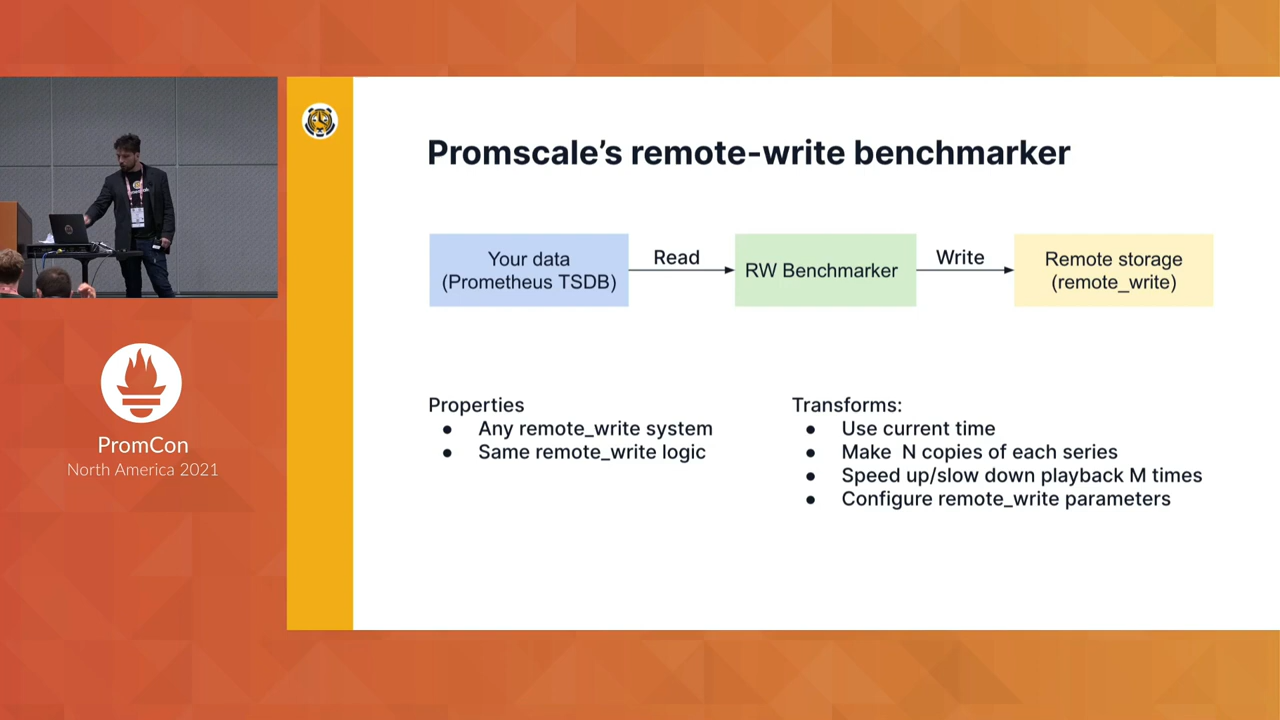 Promscale's remote-write benchmarker
Your data
(Prometheus TSDB)
Read
RW Benchmarker
Write
Remote storage
(remote_write)
Properties
● Any remote_write system
● Same remote_write logic
Transforms:
● Use current time
● Make N copies of each series
● Speed up/slow down playback M times
● Configure remote_write parameters
PromCon
North America 2021